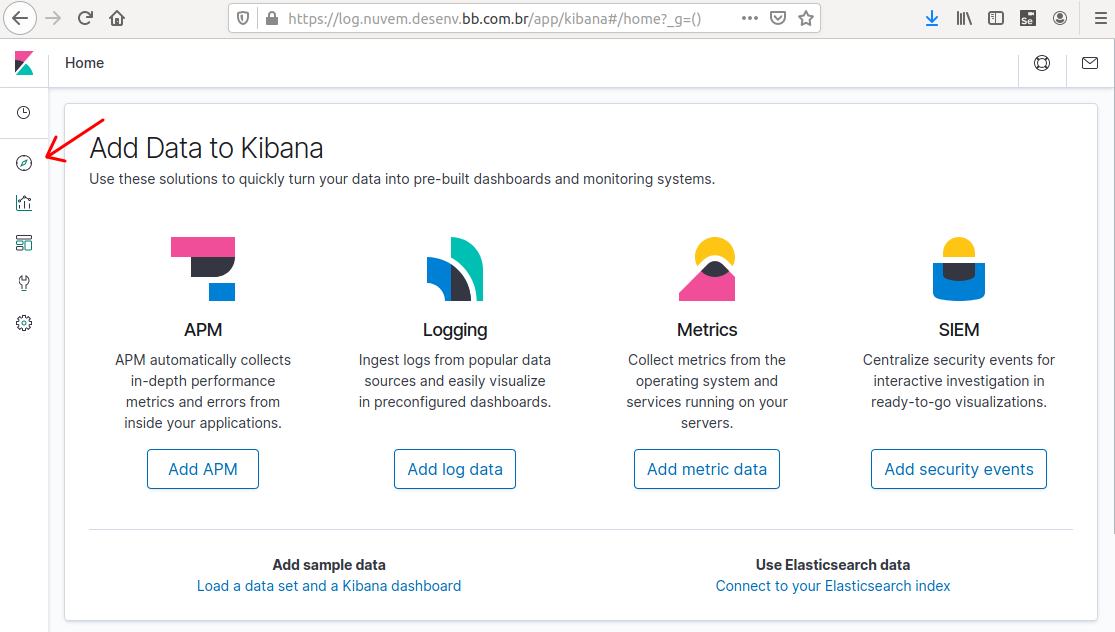 https://log.nuvem.desenv.bb.com.br/app/kibana#/home?_g=()
Se
Home
Add Data to Kibana
Use these solutions to quickly turn your data into pre-built dashboards and monitoring systems.
APM
APM automatically collects
in-depth performance
metrics and errors from
inside your applications.
Add APM
Logging
Ingest logs from popular data
sources and easily visualize
in preconfigured dashboards.
Add log data
Metrics
Collect metrics from the
operating system and
services running on your
servers.
Add metric data
SIEM
Centralize security events for
interactive investigation in
ready-to-go visualizations.
Add security events
Add sample data
Load a data set and a Kibana dashboard
Use Elasticsearch data
Connect to your Elasticsearch index